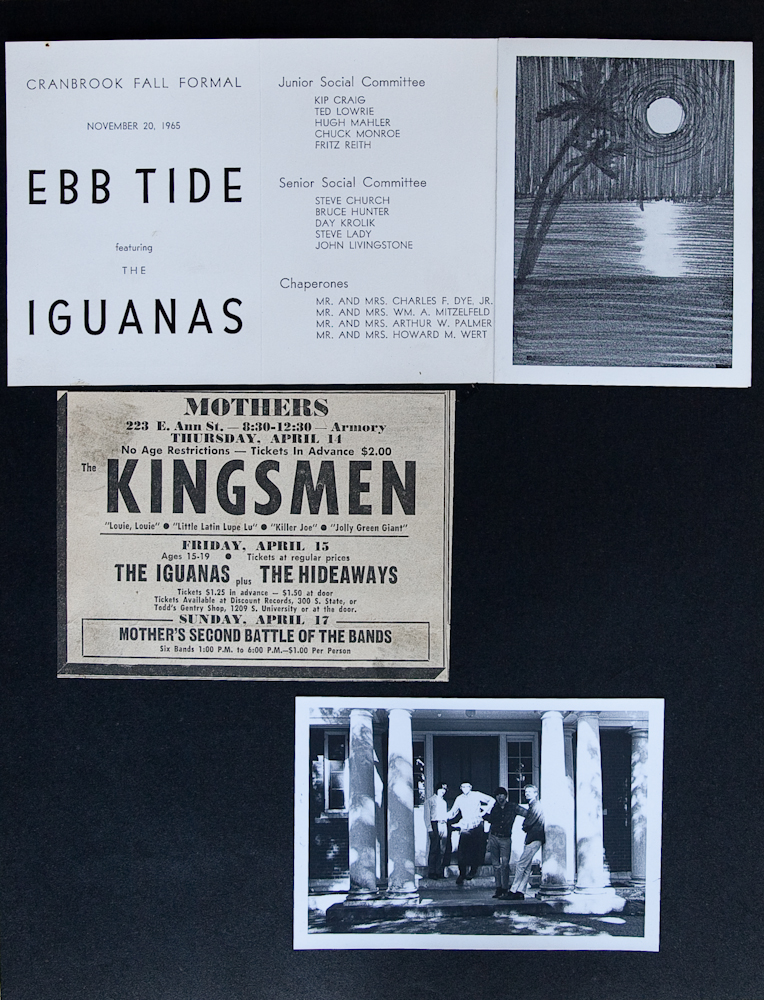 CRANBROOK FALL FORMAL
NOVEMBER 20, 1965
EBB TIDE
featuring
THE
IGUANAS
Junior Social Committee
KIP CRAIG
TED LOWRIE
HUGH MAHLER
CHUCK MONROE
FRITZ REITH
Senior Social Committee
STEVE CHURCH
BRUCE HUNTER
DAY KROLIK
STEVE LADY
JOHN LIVINGSTONE
Chaperones
MR. AND MRS. CHARLES F. DYE, JR.
MR. AND MRS. WM. A. MITZELFELD
MR. AND MRS. ARTHUR W. PALMER
MR. AND MRS. HOWARD M. WERT
MOTHERS
223 E. Ann St. — 8:30-12:30 — Armory
THURSDAY, APRIL 14
No Age Restrictions — Tickets In Advance $2.00
The KINGSMEN
"Louie, Louie" ● "Little Latin Lupe Lu" ● "Killer Joe" ● "Jolly Green Giant"
FRIDAY, APRIL 15
Ages 15-19 ● Tickets at regular prices
THE IGUANAS plus THE HIDEAWAYS
Tickets $1.25 in advance — $1.50 at door
Tickets Available at Discount Records, 300 S. State, or
Todd's Gentry Shop, 1209 S. University or at the door.
SUNDAY, APRIL 17
MOTHER'S SECOND BATTLE OF THE BANDS
Six Bands 1:00 P.M. to 6:00 P.M.—$1.00 Per Person